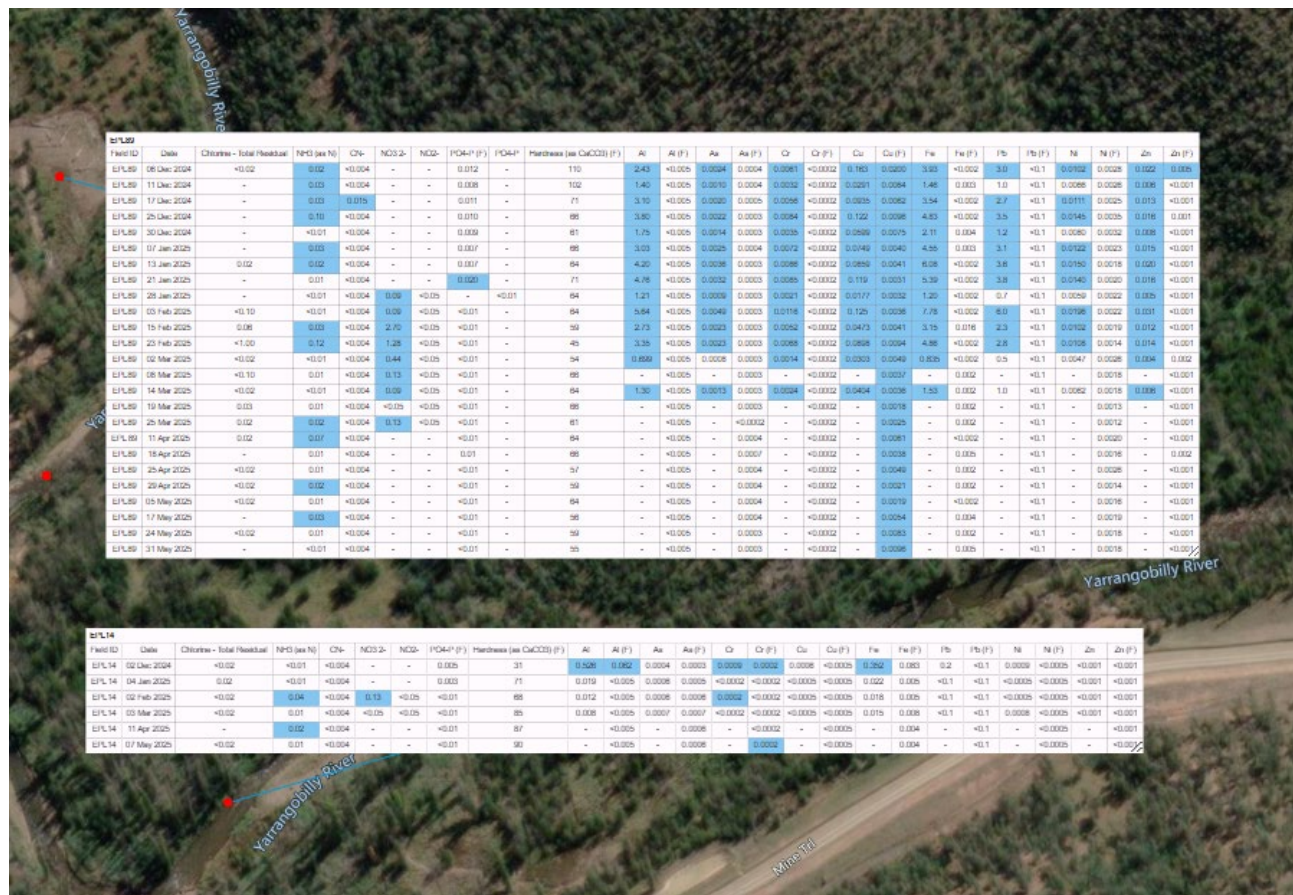 Yarrangobilly River
EPL89
Field ID Date Chlorine - Total Residual NH3 (as N) CN- NO3 2- NO2- PO4-P (F) PO4-P Hardness (as CaCO3) (F) Al Al (F) As As (F) Cr Cr (F) Cu Cu (F) Fe Fe (F) Pb Pb (F) Ni Ni (F) Zn Zn (F)
EPL89 06 Dec 2024 <0.02 0.02 <0.004 - - 0.012 - 110 2.43 <0.005 0.0024 0.0004 0.0061 <0.0002 0.163 0.0200 3.93 <0.002 3.0 <0.1 0.0102 0.0028 0.022 0.005
EPL89 11 Dec 2024 - 0.03 <0.004 - - 0.008 - 102 1.40 <0.005 0.0010 0.0004 0.0032 <0.0002 0.0291 0.0084 1.46 0.003 1.0 <0.1 0.0066 0.0026 0.006 <0.001
EPL89 17 Dec 2024 - 0.03 0.015 - - 0.011 - 71 3.10 <0.005 0.0020 0.0005 0.0056 <0.0002 0.0935 0.0082 3.54 <0.002 2.7 <0.1 0.0111 0.0025 0.013 <0.001
EPL89 25 Dec 2024 - 0.10 <0.004 - - 0.010 - 66 3.80 <0.005 0.0022 0.0003 0.0084 <0.0002 0.122 0.0098 4.83 <0.002 3.5 <0.1 0.0145 0.0035 0.016 0.001
EPL89 30 Dec 2024 - <0.01 <0.004 - - 0.009 - 61 1.75 <0.005 0.0014 0.0003 0.0035 <0.0002 0.0599 0.0075 2.11 0.004 1.2 <0.1 0.0080 0.0032 0.008 <0.001
EPL89 07 Jan 2025 - 0.03 <0.004 - - 0.007 - 66 3.03 <0.005 0.0025 0.0004 0.0072 <0.0002 0.0749 0.0040 4.55 0.003 3.1 <0.1 0.0122 0.0023 0.015 <0.001
EPL89 13 Jan 2025 0.02 0.02 <0.004 - - 0.007 - 64 4.20 <0.005 0.0036 0.0003 0.0086 <0.0002 0.0859 0.0041 6.08 <0.002 3.6 <0.1 0.0150 0.0018 0.020 <0.001
EPL89 21 Jan 2025 - 0.01 <0.004 - - 0.020 - 71 4.76 <0.005 0.0032 0.0003 0.0085 <0.0002 0.119 0.0031 5.39 <0.002 3.8 <0.1 0.0140 0.0020 0.016 <0.001
EPL89 28 Jan 2025 - <0.01 <0.004 0.09 <0.05 - <0.01 64 1.21 <0.005 0.0009 0.0003 0.0021 <0.0002 0.0177 0.0032 1.20 <0.002 0.7 <0.1 0.0059 0.0022 0.005 <0.001
EPL89 03 Feb 2025 <0.10 <0.01 <0.004 0.09 <0.05 <0.01 - 64 5.64 <0.005 0.0049 0.0003 0.0116 <0.0002 0.125 0.0036 7.78 <0.002 6.0 <0.1 0.0196 0.0022 0.031 <0.001
EPL89 15 Feb 2025 0.06 0.03 <0.004 2.70 <0.05 <0.01 - 59 2.73 <0.005 0.0023 0.0003 0.0052 <0.0002 0.0473 0.0041 3.15 0.016 2.3 <0.1 0.0102 0.0019 0.012 <0.001
EPL89 23 Feb 2025 <1.00 0.12 <0.004 1.28 <0.05 <0.01 - 45 3.35 <0.005 0.0023 0.0003 0.0068 <0.0002 0.0898 0.0094 4.86 <0.002 2.8 <0.1 0.0108 0.0014 0.014 <0.001
EPL89 02 Mar 2025 <0.02 <0.01 <0.004 0.44 <0.05 <0.01 - 54 0.699 <0.005 0.0008 0.0003 0.0014 <0.0002 0.0303 0.0049 0.835 <0.002 0.5 <0.1 0.0047 0.0026 0.004 0.002
EPL89 08 Mar 2025 <0.10 0.01 <0.004 0.13 <0.05 <0.01 - 66 - <0.005 - 0.0003 - <0.0002 - 0.0037 - 0.002 - <0.1 - 0.0018 - <0.001
EPL89 14 Mar 2025 <0.02 <0.01 <0.004 0.09 <0.05 <0.01 - 64 1.30 <0.005 0.0013 0.0003 0.0024 <0.0002 0.0404 0.0036 1.53 0.002 1.0 <0.1 0.0062 0.0018 0.006 <0.001
EPL89 19 Mar 2025 0.03 0.01 <0.004 <0.05 <0.05 <0.01 - 66 - <0.005 - 0.0003 - <0.0002 - 0.0018 - 0.002 - <0.1 - 0.0013 - <0.001
EPL89 25 Mar 2025 0.02 0.02 <0.004 0.13 <0.05 <0.01 - 61 - <0.005 - <0.0002 - <0.0002 - 0.0025 - 0.002 - <0.1 - 0.0012 - <0.001
EPL 89 11 Apr 2025 0.02 0.07 <0.004 - - <0.01 - 64 - <0.005 - 0.0004 - <0.0002 - 0.0061 - <0.002 - <0.1 - 0.0020 - <0.001
EPL89 18 Apr 2025 - 0.01 <0.004 - - 0.01 - 66 - <0.005 - 0.0007 - <0.0002 - 0.0038 - 0.005 - <0.1 - 0.0016 - 0.002
EPL89 25 Apr 2025 <0.02 0.01 <0.004 - - <0.01 - 57 - <0.005 - 0.0004 - <0.0002 - 0.0049 - 0.002 - <0.1 - 0.0026 - <0.001
EPL89 29 Apr 2025 <0.02 0.02 <0.004 - - <0.01 - 59 - <0.005 - 0.0004 - <0.0002 - 0.0021 - 0.002 - <0.1 - 0.0014 - <0.001
EPL89 05 May 2025 <0.02 0.01 <0.004 - - <0.01 - 64 - <0.005 - 0.0004 - <0.0002 - 0.0019 - <0.002 - <0.1 - 0.0016 - <0.001
EPL89 17 May 2025 - 0.03 <0.004 - - <0.01 - 56 - <0.005 - 0.0004 - <0.0002 - 0.0054 - 0.004 - <0.1 - 0.0019 - <0.001
EPL89 24 May 2025 <0.02 0.01 <0.004 - - <0.01 - 59 - <0.005 - 0.0003 - <0.0002 - 0.0083 - 0.002 - <0.1 - 0.0018 - <0.001
EPL89 31 May 2025 - <0.01 <0.004 - - <0.01 - 55 - <0.005 - 0.0003 - <0.0002 - 0.0096 - 0.005 - <0.1 - 0.0018 - <0.001
Ya
Yarrangobilly River
EPL14
Field ID Date Chlorine - Total Residual NH3 (as N) CN- NO3 2- NO2- PO4-P (F) Hardness (as CaCO3) (F) Al Al (F) As As (F) Cr Cr (F) Cu Cu (F) Fe Fe (F) Pb Pb (F) Ni Ni (F) Zn Zn (F)
EPL14 02 Dec 2024 <0.02 <0.01 <0.004 - - 0.005 31 0.526 0.062 0.0004 0.0003 0.0009 0.0002 0.0006 <0.0005 0.352 0.083 0.2 <0.1 0.0009 <0.0005 <0.001 <0.001
EPL 14 04 Jan 2025 0.02 <0.01 <0.004 - - 0.003 71 0.019 <0.005 0.0006 0.0005 <0.0002 <0.0002 <0.0005 <0.0005 0.022 0.005 <0.1 <0.1 <0.0005 <0.0005 <0.001 <0.001
EPL 14 02 Feb 2025 <0.02 0.04 <0.004 0.13 <0.05 <0.01 68 0.012 <0.005 0.0006 0.0006 0.0002 <0.0002 <0.0005 <0.0005 0.018 0.005 <0.1 <0.1 <0.0005 <0.0005 <0.001 <0.001
EPL 14 03 Mar 2025 <0.02 0.01 <0.004 <0.05 <0.05 <0.01 85 0.008 <0.005 0.0007 0.0007 <0.0002 <0.0002 <0.0005 <0.0005 0.015 0.008 <0.1 <0.1 0.0008 <0.0005 <0.001 <0.001
EPL 14 11 Apr 2025 - 0.02 <0.004 - - <0.01 87 - <0.005 - 0.0006 - <0.0002 - <0.0005 - 0.004 - <0.1 - <0.0005 - <0.001
EPL14 07 May 2025 <0.02 0.01 <0.004 - - <0.01 90 - <0.005 - 0.0006 - 0.0002 - <0.0005 - 0.004 - <0.1 - <0.0005 - <0.001
Yarrangobilly River
Mine Trl